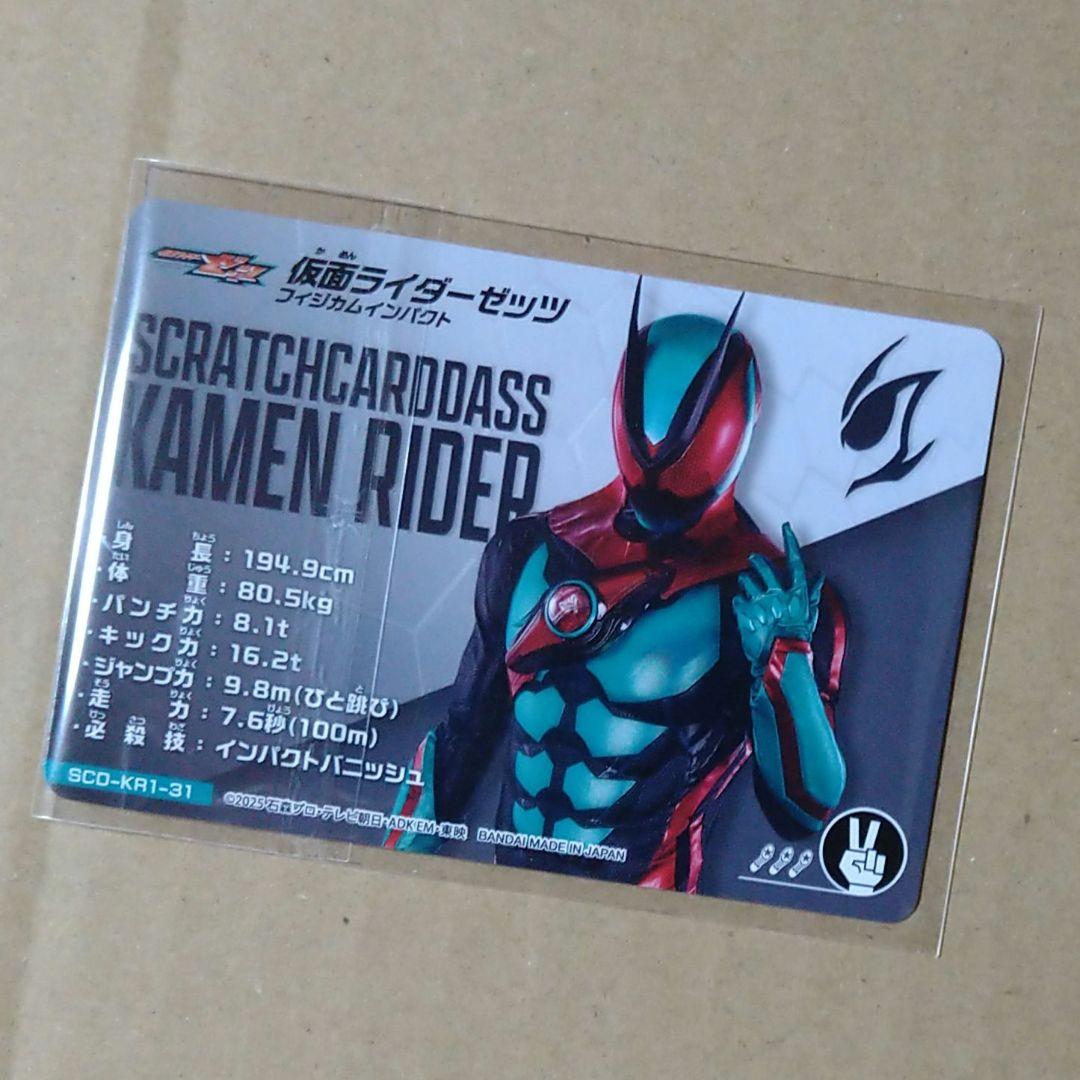 仮面ライダーゼッツ
フィジカムインパクト
SCRATCHCARDDASS
KAMEN RIDER
・身長：194.9cm
・体重：80.5kg
・パンチ力：8.1t
・キック力：16.2t
・ジャンプ力：9.8m(ひと跳び)
・走力：7.6秒(100m)
・必殺技：インパクトバニッシュ
SCD-KR1-31
©2025 石森プロ・テレビ朝日・ADK EM・東映 BANDAI MADE IN JAPAN